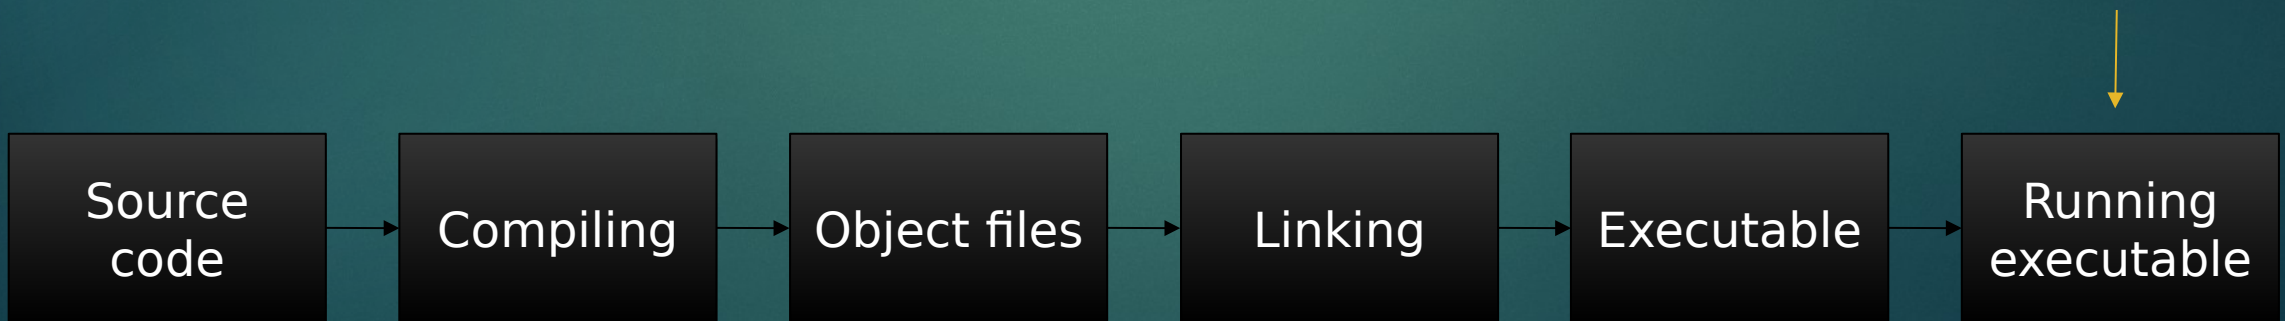 Source
code
Compiling
Object files
Linking
Executable
Running
executable